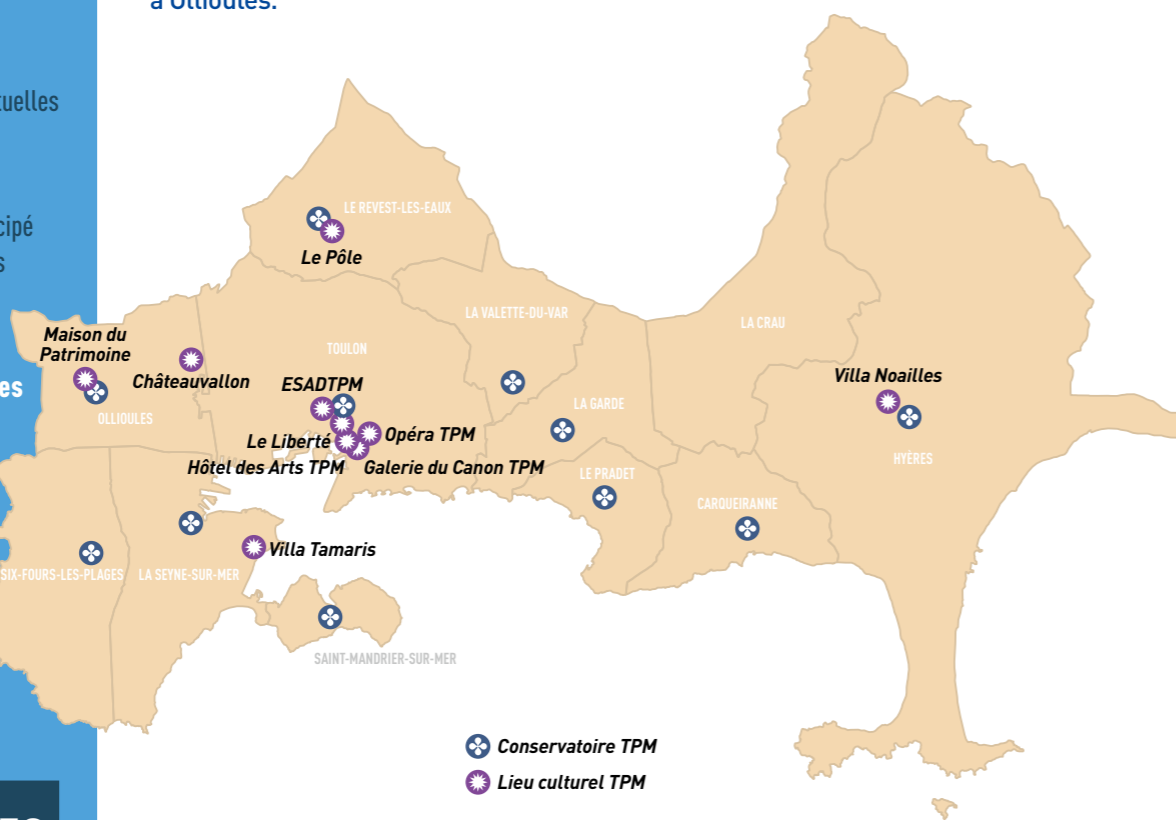 à Ollioules.
LE REVEST-LES-EAUX
Le Pôle
LA VALETTE-DU-VAR
LA CRAU
Maison du
Patrimoine
TOULON
Châteauvallon
ESADTPM
Villa Noailles
OLLIOULES
LA GARDE
Le Liberté
Opéra TPM
Hôtel des Arts TPM
Galerie du Canon TPM
LE PRADET
HYÈRES
CARQUEIRANNE
Villa Tamaris
SIX-FOURS-LES-PLAGES
LA SEYNE-SUR-MER
SAINT-MANDRIER-SUR-MER
Conservatoire TPM
Lieu culturel TPM